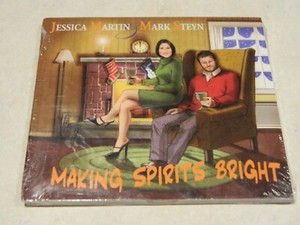 JESSICA MARTIN MARK STEYN
MAKING SPIRITS BRIGHT